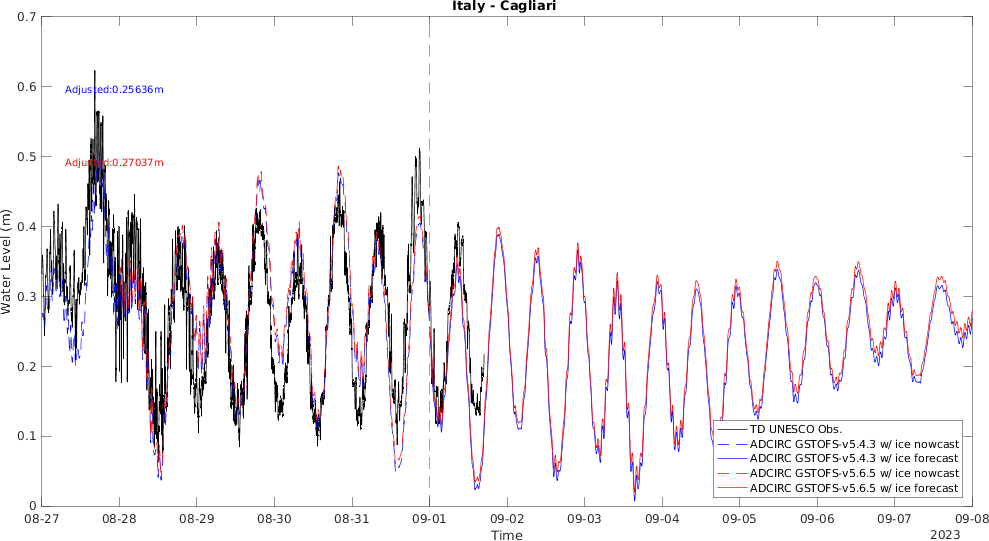 Italy - Cagliari
Water Level (m)
0.7
0.6
0.5
0.4
0.3
0.2
0.1
0
Adjusted:0.25636m
Adjusted:0.27037m
TD UNESCO Obs.
ADCIRC GSTOFS-v5.4.3 w/ ice nowcast
ADCIRC GSTOFS-v5.4.3 w/ ice forecast
ADCIRC GSTOFS-v5.6.5 w/ ice nowcast
ADCIRC GSTOFS-v5.6.5 w/ ice forecast
08-27 08-28 08-29 08-30 08-31 09-01 09-02 09-03 09-04 09-05 09-06 09-07 09-08
Time
2023